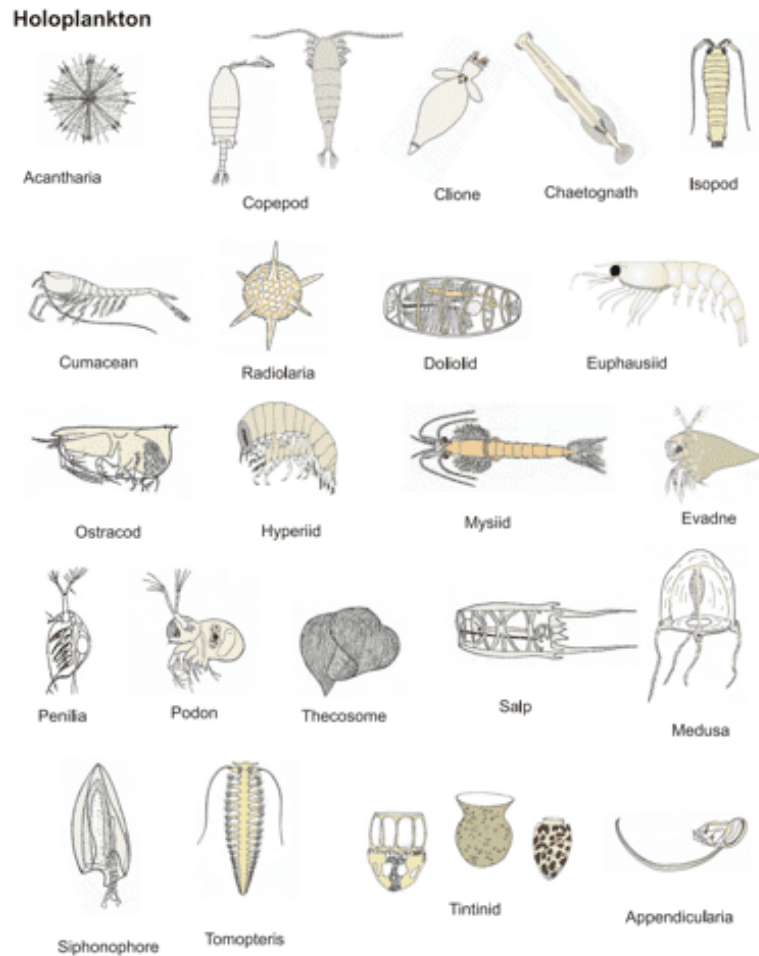 Holoplankton
Acantharia
Copepod
Clione
Chaetognath
Isopod
Cumacean
Radiolaria
Doliolid
Euphausiid
Ostracod
Hyperiid
Mysiid
Evadne
Penilia
Podon
Thecosome
Salp
Medusa
Siphonophore
Tomopteris
Tintinid
Appendicularia